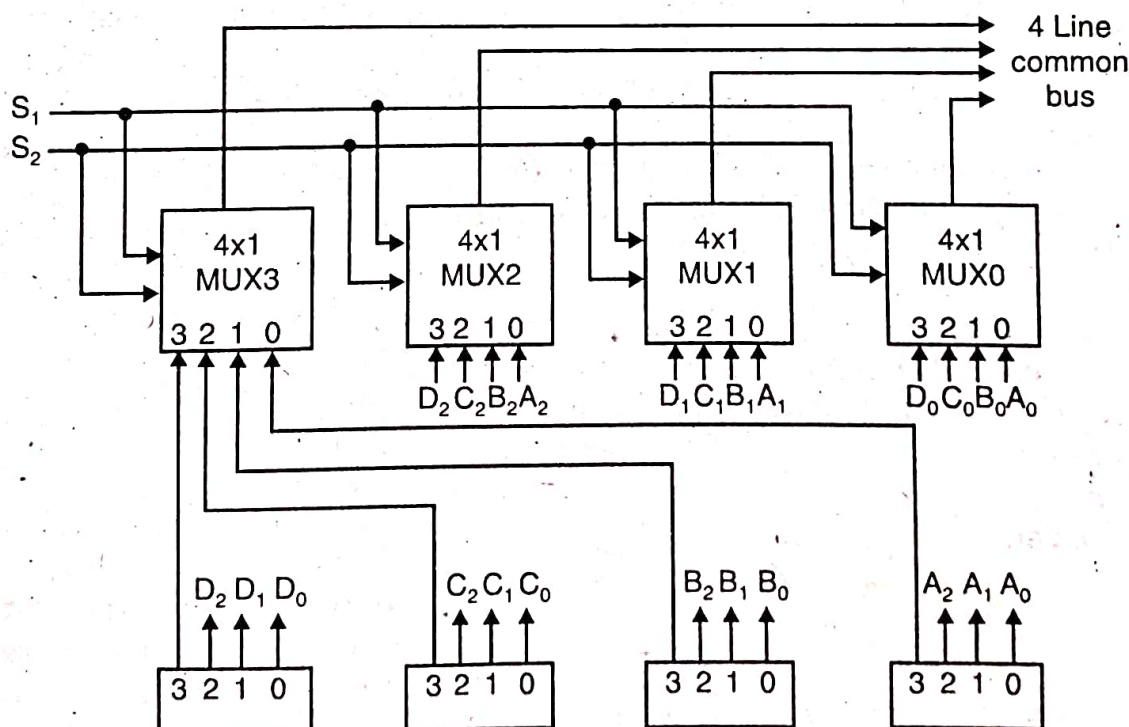 4 Line
common
bus
S₁
S₂
4x1
MUX3
3 2 1 0
4x1
MUX2
3 2 1 0
D₂ C₂ B₂ A₂
4x1
MUX1
3 2 1 0
D₁ C₁ B₁ A₁
4x1
MUX0
3 2 1 0
D₀ C₀ B₀ A₀
D₂ D₁ D₀
C₂ C₁ C₀
B₂ B₁ B₀
A₂ A₁ A₀
3 2 1 0
3 2 1 0
3 2 1 0
3 2 1 0